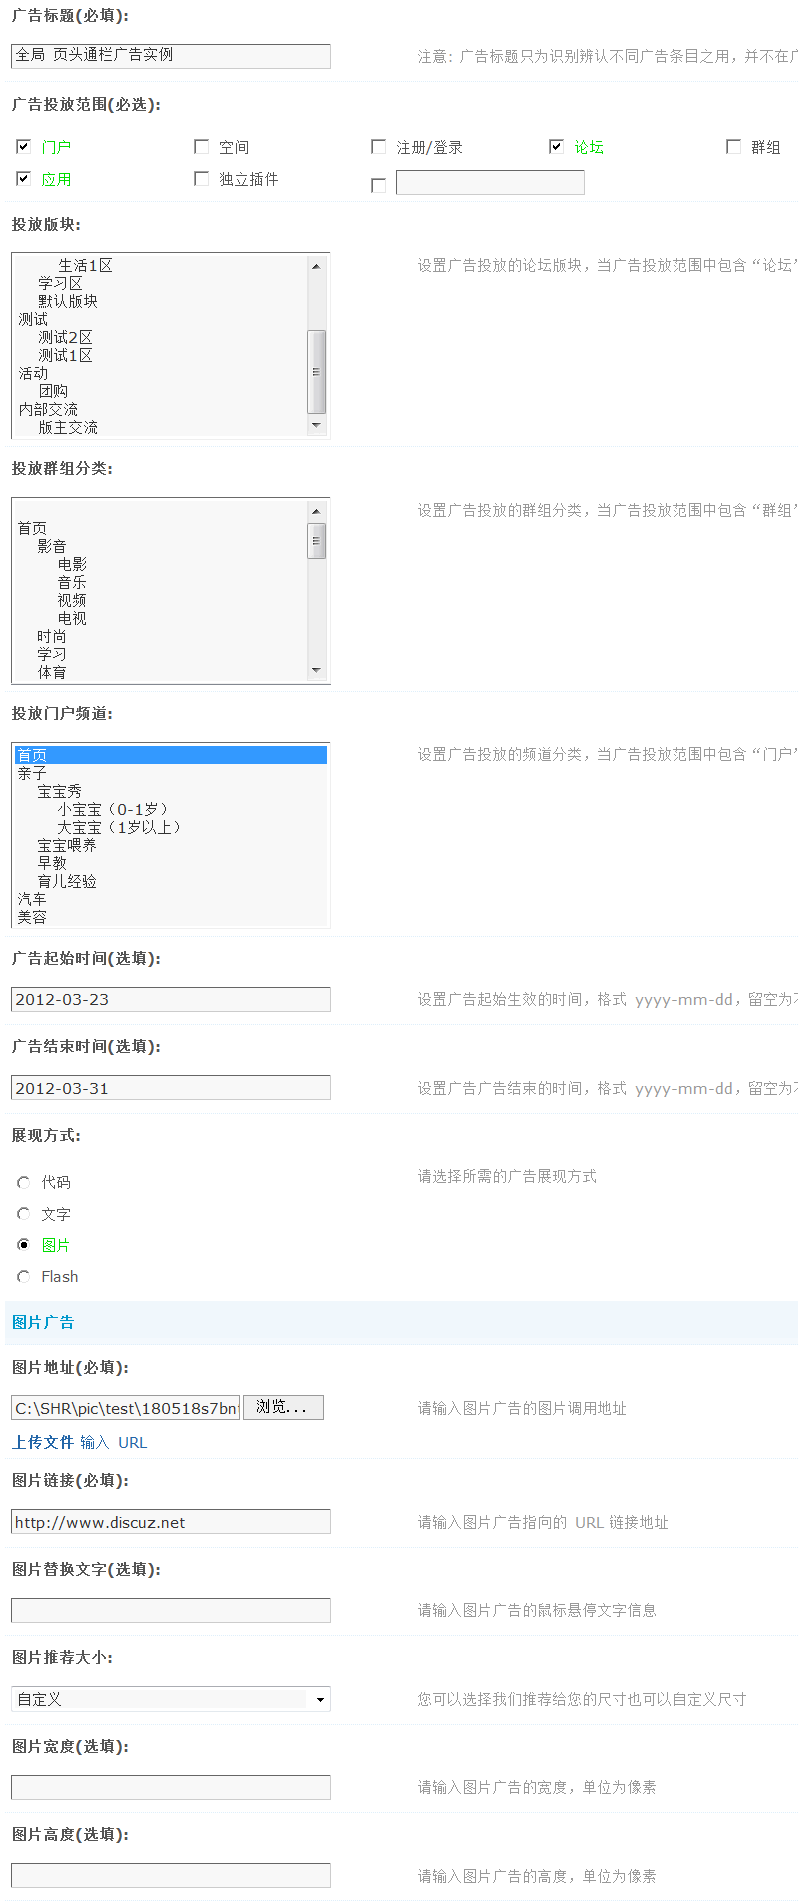 广告标题(必填):
全局 页头通栏广告实例
注意: 广告标题只为识别辨认不同广告条目之用，并不在广
广告投放范围(必选):
门户 空间 注册/登录 论坛 群组
应用 独立插件
投放版块:
生活1区
设置广告投放的论坛版块，当广告投放范围中包含“论坛”
学习区
默认版块
测试
测试2区
测试1区
活动
团购
内部交流
版主交流
投放群组分类:
设置广告投放的群组分类，当广告投放范围中包含“群组”
首页
影音
电影
音乐
视频
电视
时尚
学习
体育
投放门户频道:
首页
设置广告投放的频道分类，当广告投放范围中包含“门户”
亲子
宝宝秀
小宝宝（0-1岁）
大宝宝（1岁以上）
宝宝喂养
早教
育儿经验
汽车
美容
广告起始时间(选填):
2012-03-23
设置广告起始生效的时间，格式 yyyy-mm-dd，留空为不
广告结束时间(选填):
2012-03-31
设置广告广告结束的时间，格式 yyyy-mm-dd，留空为不
展现方式:
请选择所需的广告展现方式
代码
文字
图片
Flash
图片广告
图片地址(必填):
C:\SHR\pic\test\180518s7bn 浏览...
请输入图片广告的图片调用地址
上传文件 输入 URL
图片链接(必填):
http://www.discuz.net
请输入图片广告指向的 URL 链接地址
图片替换文字(选填):
请输入图片广告的鼠标悬停文字信息
图片推荐大小:
自定义
您可以选择我们推荐给您的尺寸也可以自定义尺寸
图片宽度(选填):
请输入图片广告的宽度，单位为像素
图片高度(选填):
请输入图片广告的高度，单位为像素